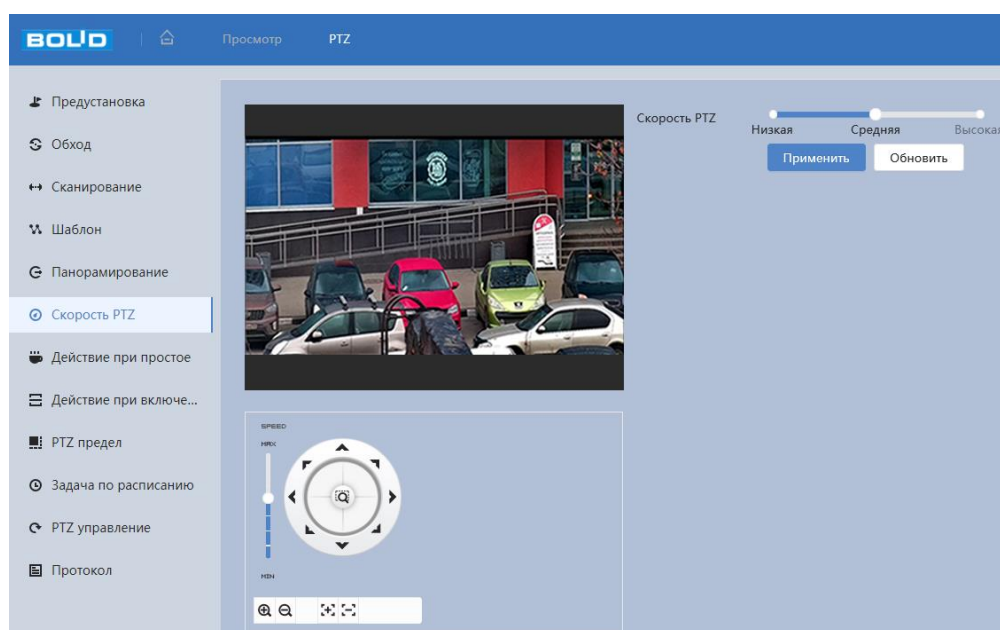 BOLID
Просмотр
PTZ
Предустановка
Обход
Сканирование
Шаблон
Панорамирование
Скорость PTZ
Действие при простое
Действие при включе...
PTZ предел
Задача по расписанию
PTZ управление
Протокол
Скорость PTZ
Низкая
Средняя
Высокая
Применить
Обновить
SPEED
MAX
MIN